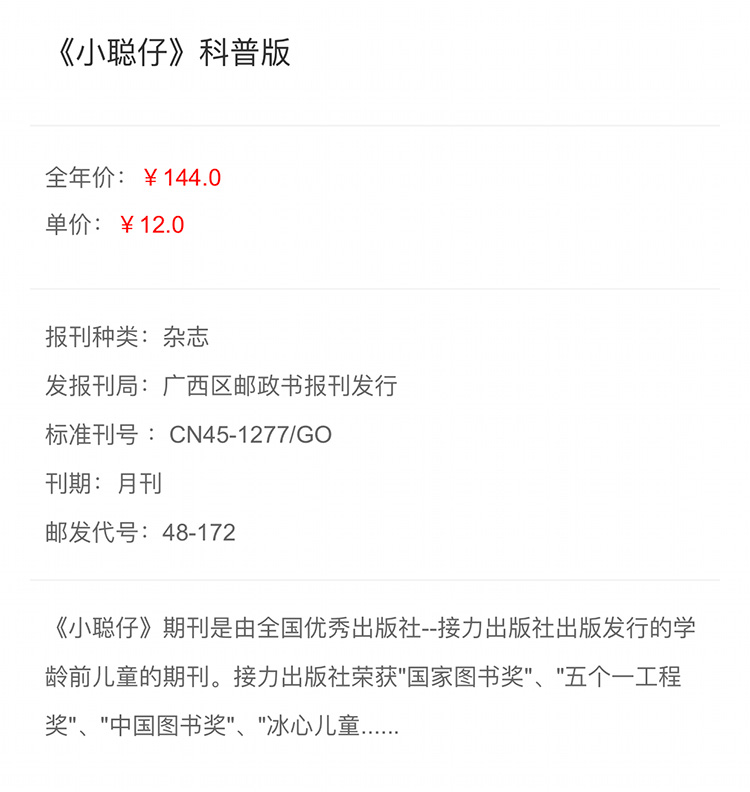 《小聪仔》科普版
全年价：￥144.0
单价：￥12.0
报刊种类：杂志
发报刊局：广西区邮政书报刊发行
标准刊号 ：CN45-1277/GO
刊期：月刊
邮发代号：48-172
《小聪仔》期刊是由全国优秀出版社--接力出版社出版发行的学
龄前儿童的期刊。接力出版社荣获"国家图书奖"、"五个一工程
奖"、"中国图书奖"、"冰心儿童......